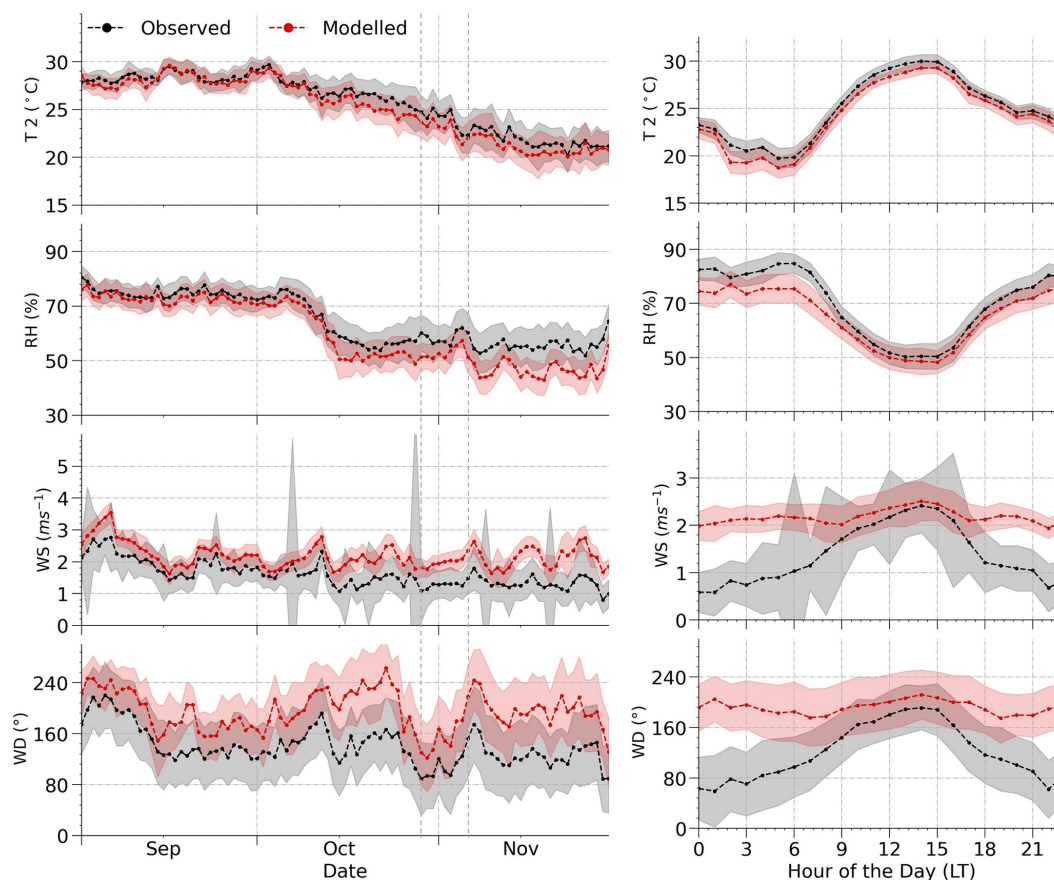 Observed Modelled
T 2 (°C)
30
25
20
15
T 2 (°C)
30
25
20
15
RH (%)
90
70
50
30
RH (%)
90
70
50
30
WS (ms⁻¹)
5
4
3
2
1
0
WS (ms⁻¹)
3
2
1
0
WD (°)
240
160
80
0
WD (°)
240
160
80
0
Sep Oct Nov
Date
0 3 6 9 12 15 18 21
Hour of the Day (LT)